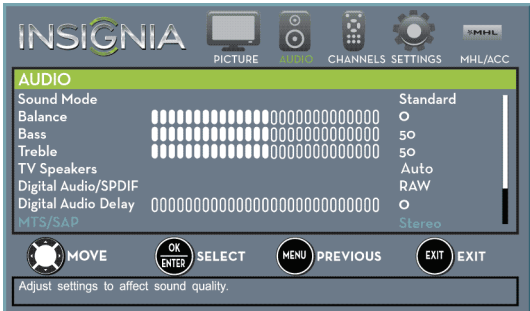 INSIGNIA
PICTURE AUDIO CHANNELS SETTINGS MHL/ACC
MHL
AUDIO
Sound Mode Standard
Balance 0
Bass 50
Treble 50
TV Speakers Auto
Digital Audio/SPDIF RAW
Digital Audio Delay 0
MTS/SAP Stereo
MOVE OK ENTER SELECT MENU PREVIOUS EXIT EXIT
Adjust settings to affect sound quality.